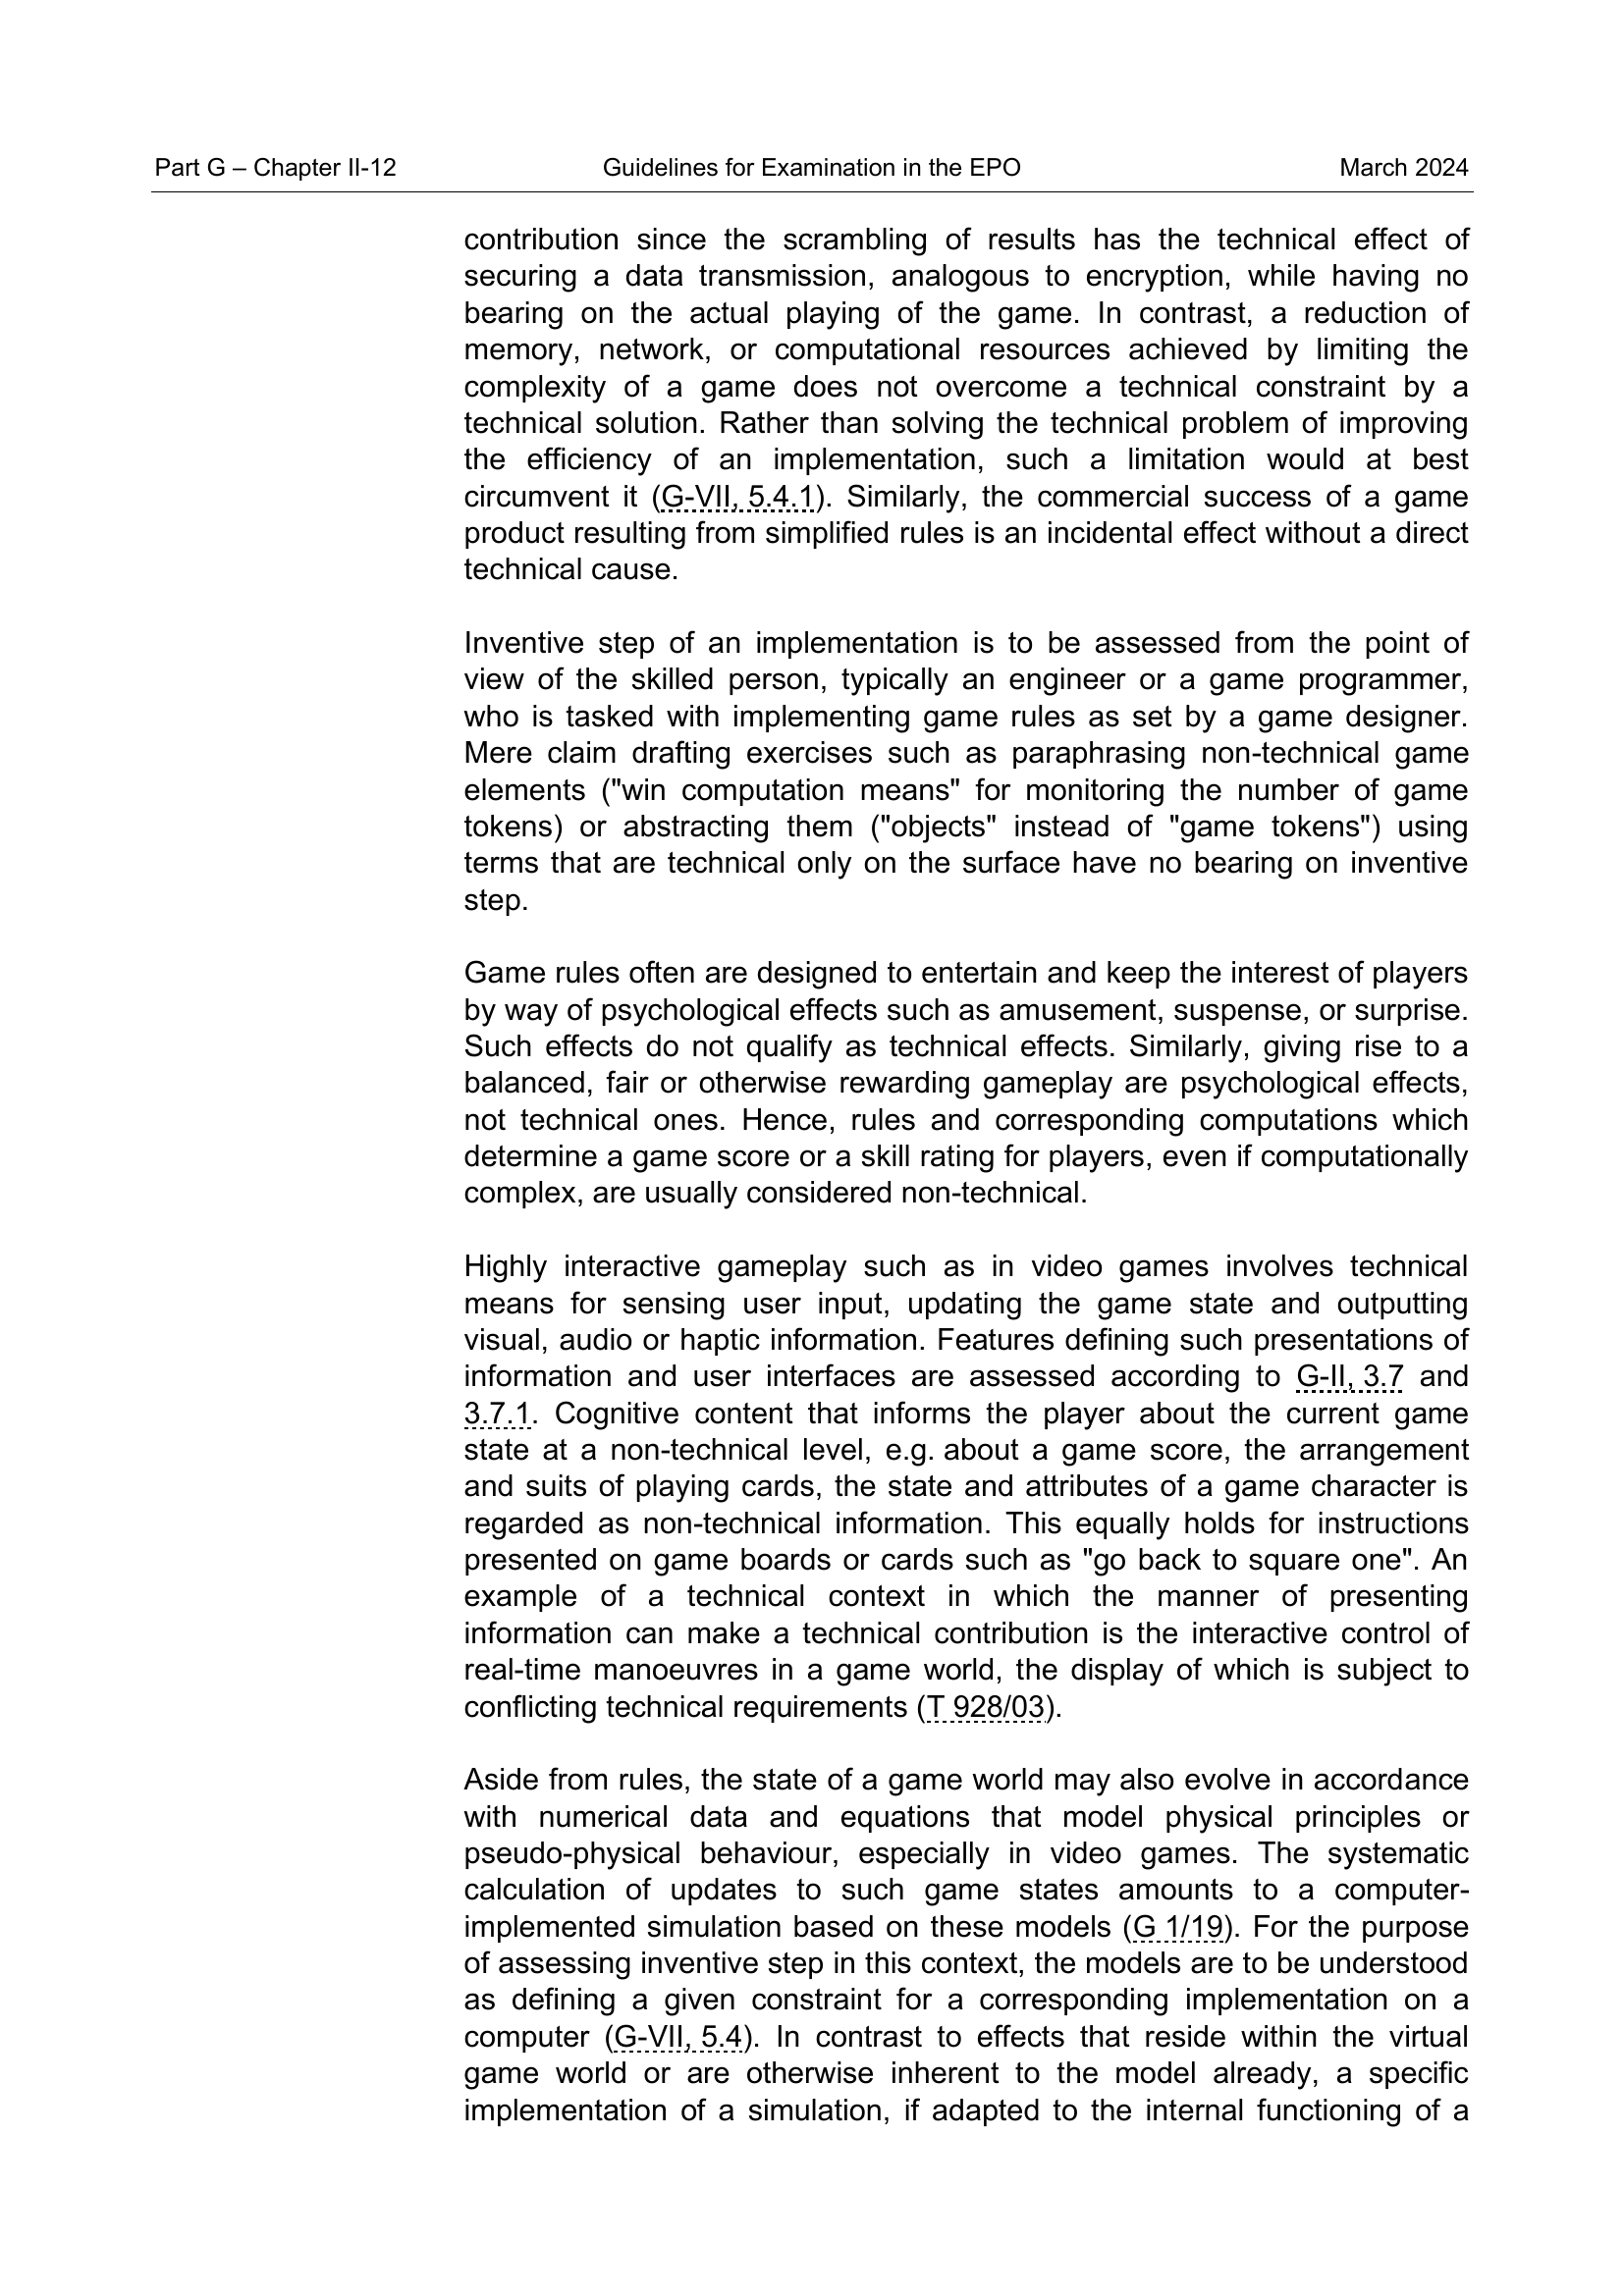 Part G – Chapter II-12 Guidelines for Examination in the EPO March 2024
contribution since the scrambling of results has the technical effect of
securing a data transmission, analogous to encryption, while having no
bearing on the actual playing of the game. In contrast, a reduction of
memory, network, or computational resources achieved by limiting the
complexity of a game does not overcome a technical constraint by a
technical solution. Rather than solving the technical problem of improving
the efficiency of an implementation, such a limitation would at best
circumvent it (G-VII, 5.4.1). Similarly, the commercial success of a game
product resulting from simplified rules is an incidental effect without a direct
technical cause.
Inventive step of an implementation is to be assessed from the point of
view of the skilled person, typically an engineer or a game programmer,
who is tasked with implementing game rules as set by a game designer.
Mere claim drafting exercises such as paraphrasing non-technical game
elements ("win computation means" for monitoring the number of game
tokens) or abstracting them ("objects" instead of "game tokens") using
terms that are technical only on the surface have no bearing on inventive
step.
Game rules often are designed to entertain and keep the interest of players
by way of psychological effects such as amusement, suspense, or surprise.
Such effects do not qualify as technical effects. Similarly, giving rise to a
balanced, fair or otherwise rewarding gameplay are psychological effects,
not technical ones. Hence, rules and corresponding computations which
determine a game score or a skill rating for players, even if computationally
complex, are usually considered non-technical.
Highly interactive gameplay such as in video games involves technical
means for sensing user input, updating the game state and outputting
visual, audio or haptic information. Features defining such presentations of
information and user interfaces are assessed according to G-II, 3.7 and
3.7.1. Cognitive content that informs the player about the current game
state at a non-technical level, e.g. about a game score, the arrangement
and suits of playing cards, the state and attributes of a game character is
regarded as non-technical information. This equally holds for instructions
presented on game boards or cards such as "go back to square one". An
example of a technical context in which the manner of presenting
information can make a technical contribution is the interactive control of
real-time manoeuvres in a game world, the display of which is subject to
conflicting technical requirements (T 928/03).
Aside from rules, the state of a game world may also evolve in accordance
with numerical data and equations that model physical principles or
pseudo-physical behaviour, especially in video games. The systematic
calculation of updates to such game states amounts to a computer-
implemented simulation based on these models (G 1/19). For the purpose
of assessing inventive step in this context, the models are to be understood
as defining a given constraint for a corresponding implementation on a
computer (G-VII, 5.4). In contrast to effects that reside within the virtual
game world or are otherwise inherent to the model already, a specific
implementation of a simulation, if adapted to the internal functioning of a